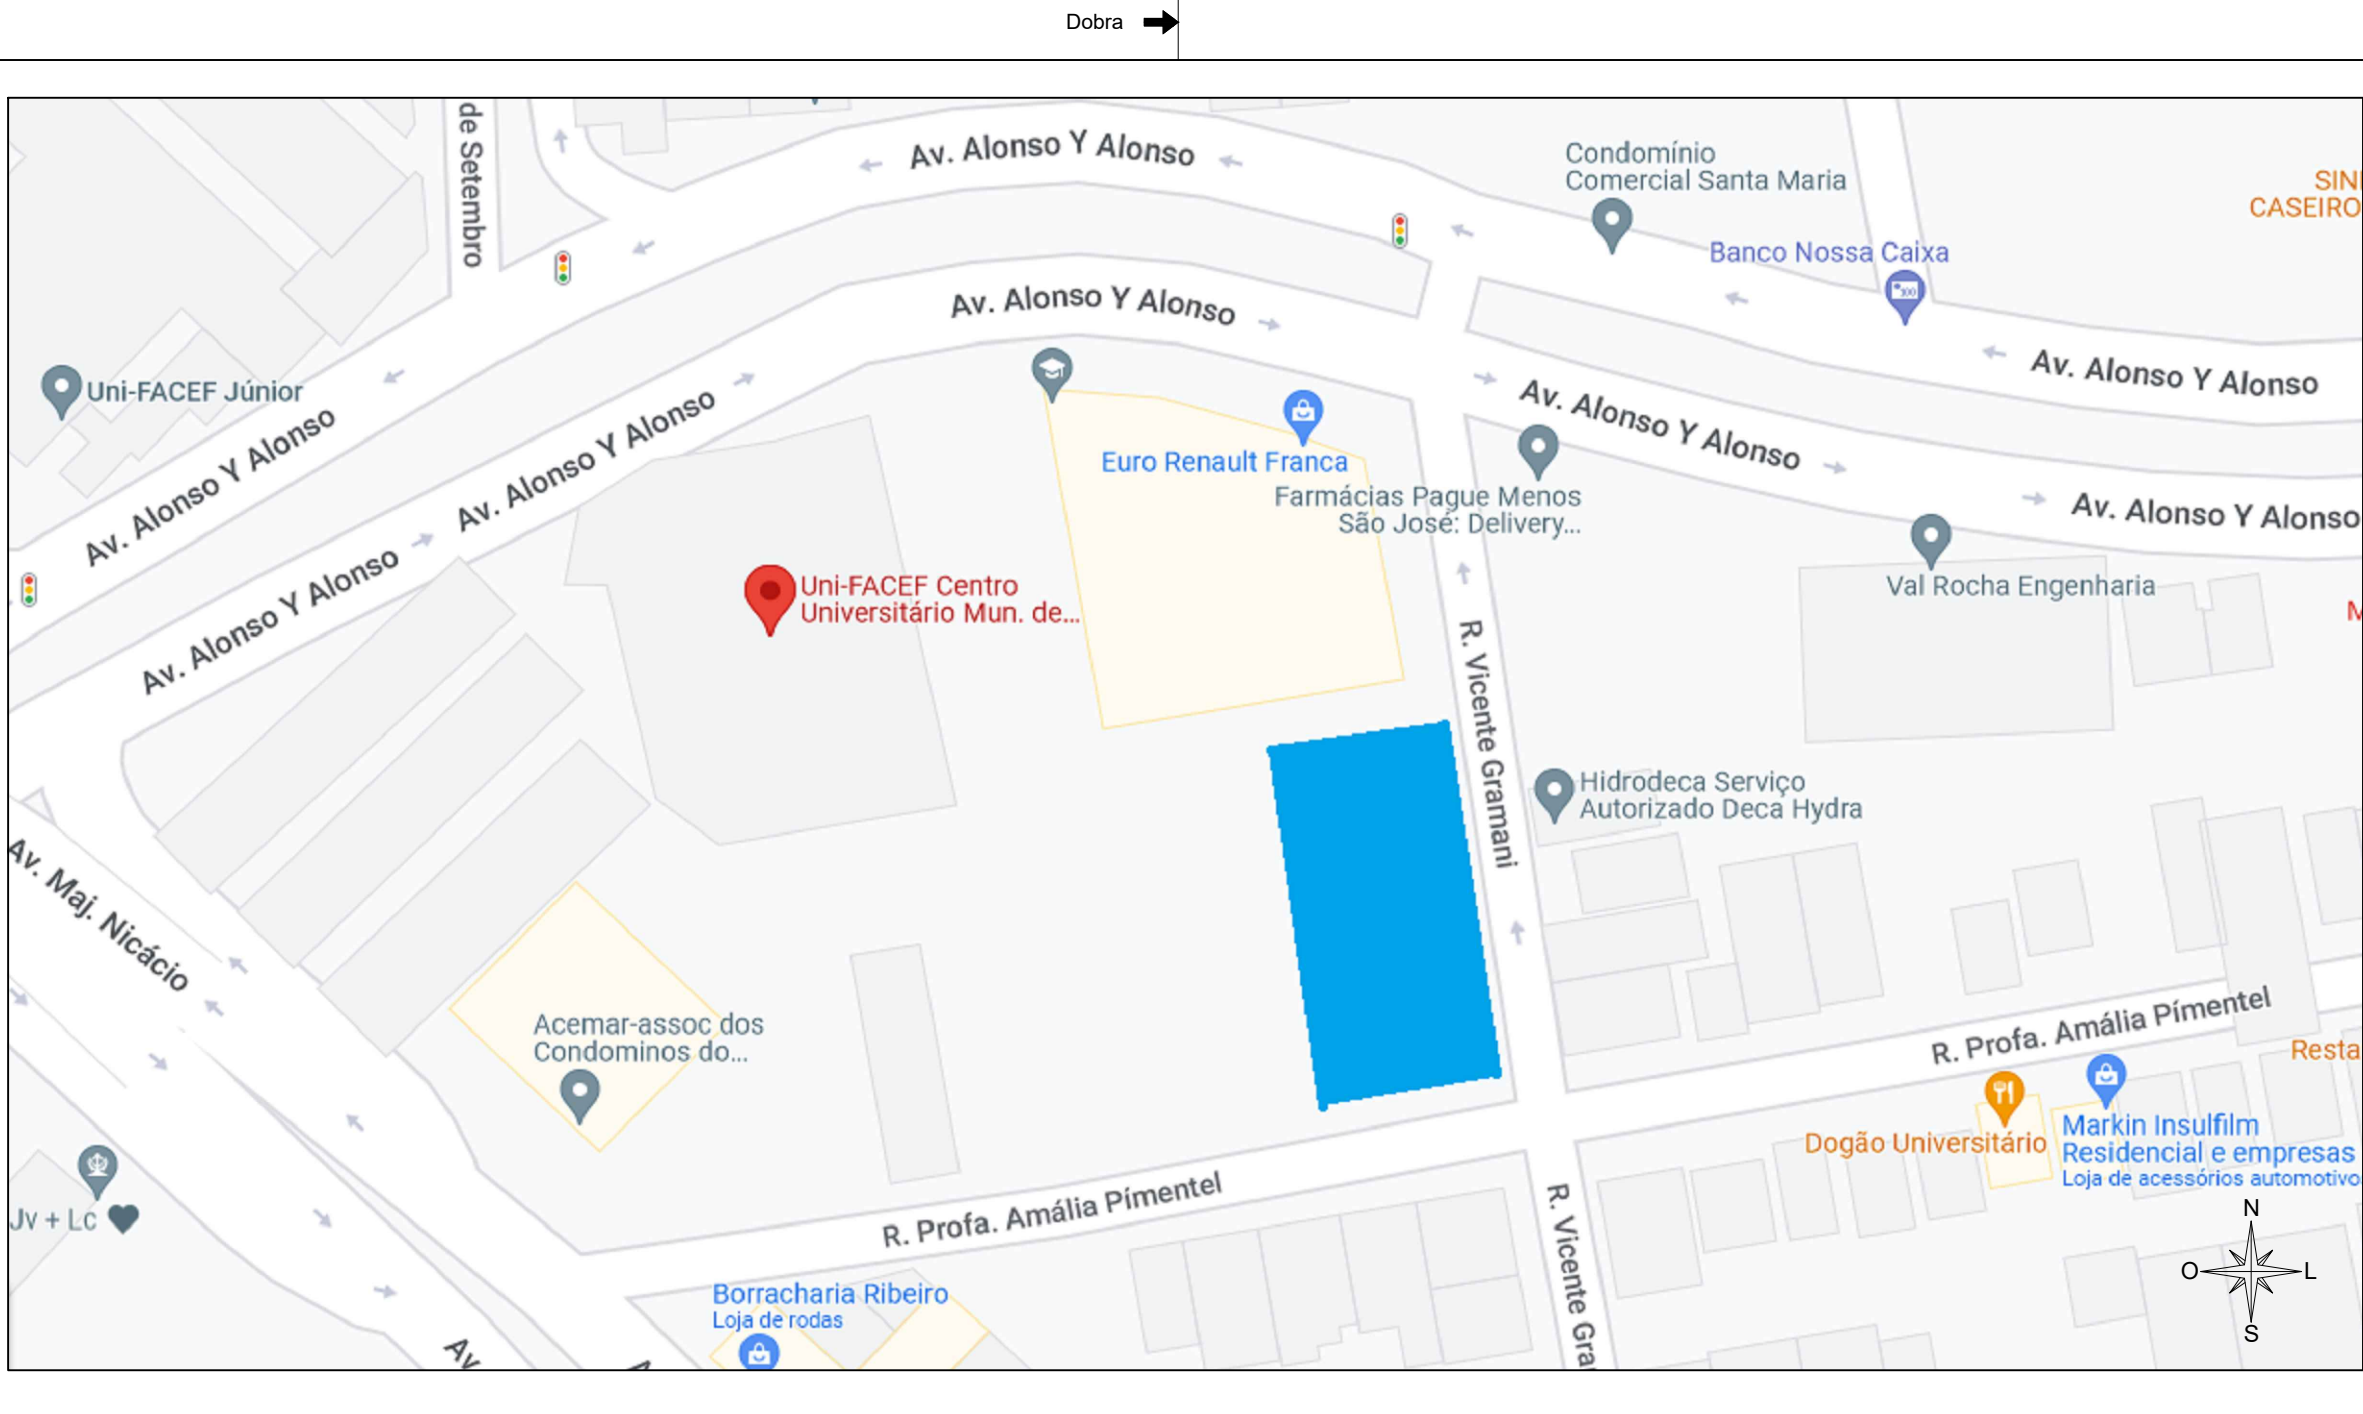 Dobra
de Setembro
Av. Alonso Y Alonso
Condomínio
Comercial Santa Maria
SIN
CASEIRO
Banco Nossa Caixa
Av. Alonso Y Alonso
Av. Alonso Y Alonso
Uni-FACEF Júnior
Av. Alonso Y Alonso
Av. Alonso Y Alonso
Av. Alonso Y Alonso
Euro Renault Franca
Farmácias Pague Menos
São José: Delivery...
Av. Alonso Y Alonso
Av. Alonso Y Alonso
Uni-FACEF Centro
Universitário Mun. de...
Val Rocha Engenharia
M
R. Vicente Gramani
Hidrodeca Serviço
Autorizado Deca Hydra
Av. Maj. Nicácio
Acemar-assoc dos
Condominos do...
R. Profa. Amália Pímentel
Resta
Dogão Universitário
Markin Insulfilm
Residencial e empresas
Loja de acessórios automotivo
Jv + Lc
R. Profa. Amália Pímentel
R. Vicente Gra
N
O
L
S
Borracharia Ribeiro
Loja de rodas
Av